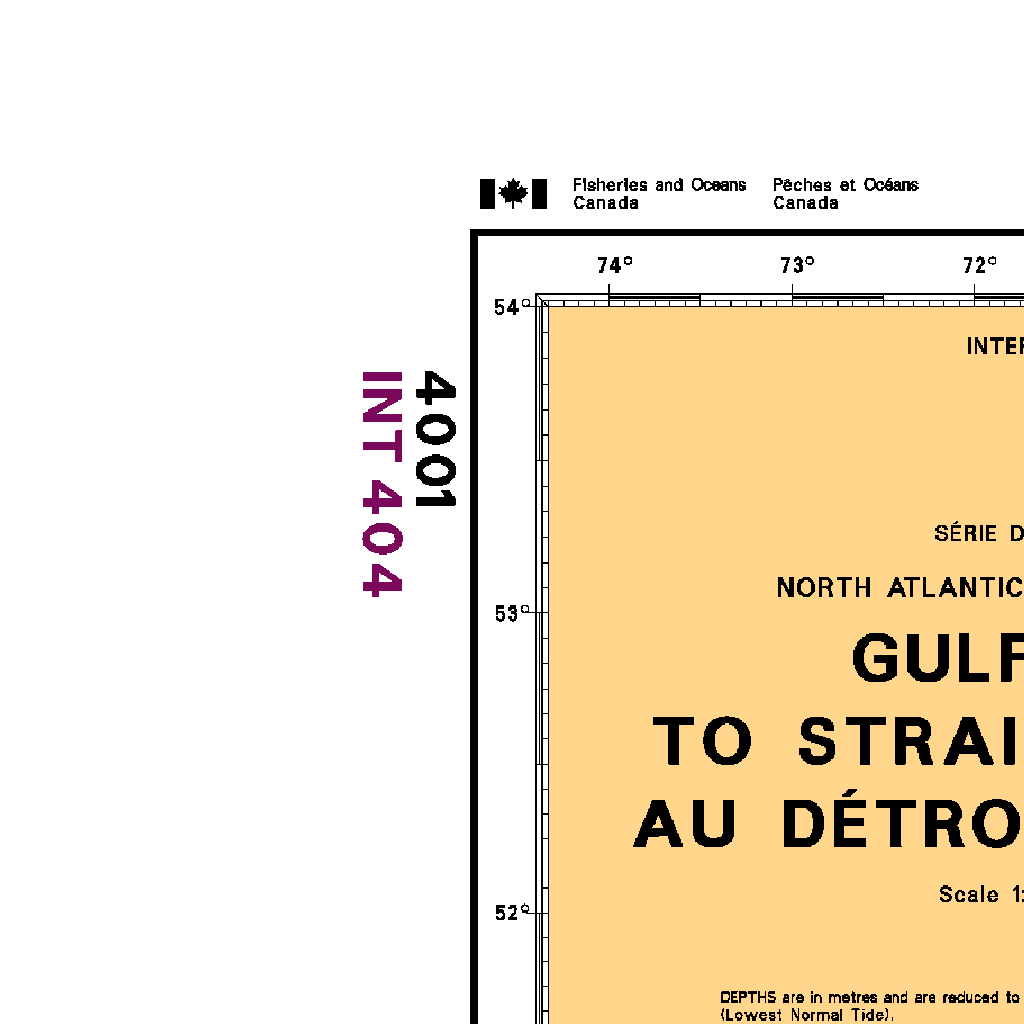 Fisheries and Oceans
Canada
Pêches et Océans
Canada
74° 73° 72°
54°
INTER
4001
INT 404
SÉRIE D
NORTH ATLANTIC
53°
GULF
TO STRAI
AU DÉTRO
Scale 1:
52°
DEPTHS are in metres and are reduced to
(Lowest Normal Tide).